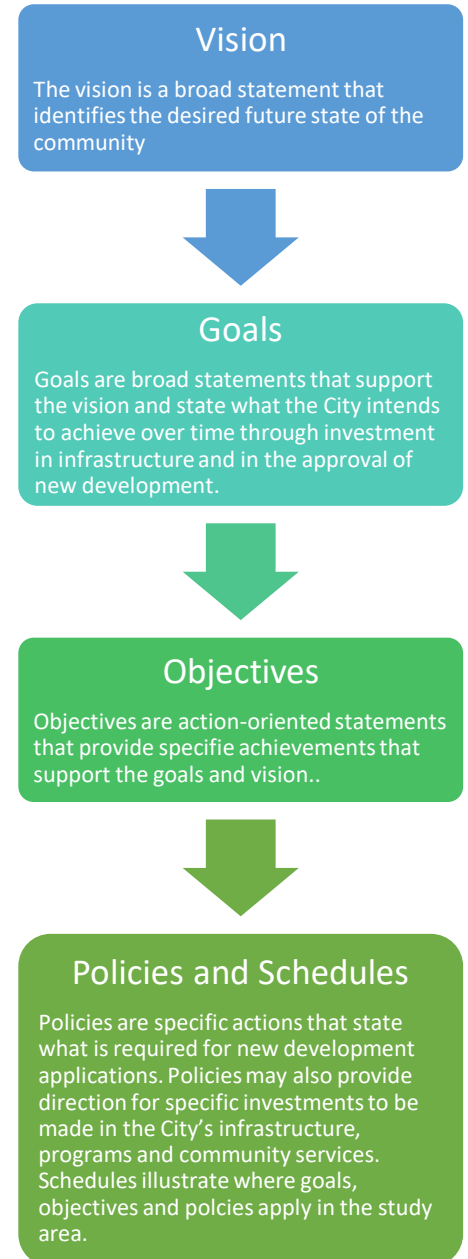 Vision
The vision is a broad statement that
identifies the desired future state of the
community
Goals
Goals are broad statements that support
the vision and state what the City intends
to achieve over time through investment
in infrastructure and in the approval of
new development.
Objectives
Objectives are action-oriented statements
that provide specifie achievements that
support the goals and vision..
Policies and Schedules
Policies are specific actions that state
what is required for new development
applications. Policies may also provide
direction for specific investments to be
made in the City’s infrastructure,
programs and community services.
Schedules illustrate where goals,
objectives and polcies apply in the study
area.